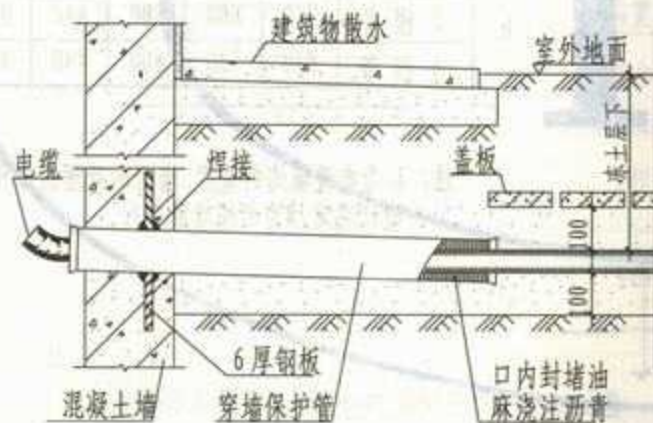 建筑物散水
室外地面
电缆
焊接
盖板
冻土层下
100
100
6厚钢板
混凝土墙
穿墙保护管
口内封堵油
麻浇注沥青